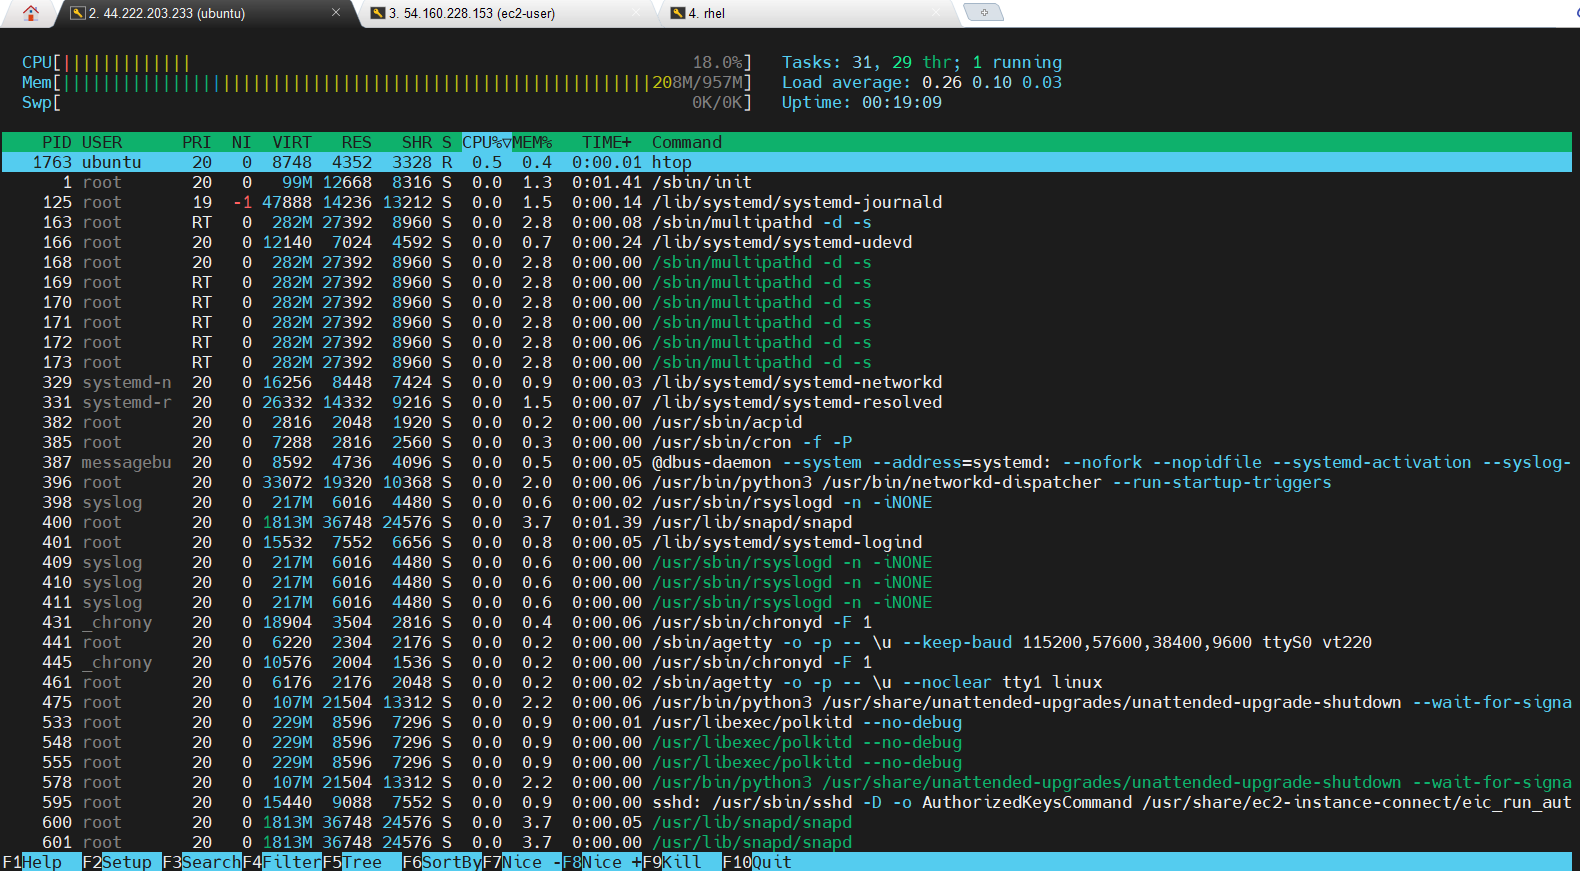 2. 44.222.203.233 (ubuntu) × 3. 54.160.228.153 (ec2-user) × 4. rhel ×
CPU[||||||||||||| 18.0%] Tasks: 31, 29 thr; 1 running
Mem[|||||||||||||||||||||||||||||||||||||||||||||||||||||||||||208M/957M] Load average: 0.26 0.10 0.03
Swp[ 0K/0K] Uptime: 00:19:09
PID USER PRI NI VIRT RES SHR S CPU%▽MEM% TIME+ Command
1763 ubuntu 20 0 8748 4352 3328 R 0.5 0.4 0:00.01 htop
1 root 20 0 99M 12668 8316 S 0.0 1.3 0:01.41 /sbin/init
125 root 19 -1 47888 14236 13212 S 0.0 1.5 0:00.14 /lib/systemd/systemd-journald
163 root RT 0 282M 27392 8960 S 0.0 2.8 0:00.08 /sbin/multipathd -d -s
166 root 20 0 12140 7024 4592 S 0.0 0.7 0:00.24 /lib/systemd/systemd-udevd
168 root 20 0 282M 27392 8960 S 0.0 2.8 0:00.00 /sbin/multipathd -d -s
169 root RT 0 282M 27392 8960 S 0.0 2.8 0:00.00 /sbin/multipathd -d -s
170 root RT 0 282M 27392 8960 S 0.0 2.8 0:00.00 /sbin/multipathd -d -s
171 root RT 0 282M 27392 8960 S 0.0 2.8 0:00.00 /sbin/multipathd -d -s
172 root RT 0 282M 27392 8960 S 0.0 2.8 0:00.06 /sbin/multipathd -d -s
173 root RT 0 282M 27392 8960 S 0.0 2.8 0:00.00 /sbin/multipathd -d -s
329 systemd-n 20 0 16256 8448 7424 S 0.0 0.9 0:00.03 /lib/systemd/systemd-networkd
331 systemd-r 20 0 26332 14332 9216 S 0.0 1.5 0:00.07 /lib/systemd/systemd-resolved
382 root 20 0 2816 2048 1920 S 0.0 0.2 0:00.00 /usr/sbin/acpid
385 root 20 0 7288 2816 2560 S 0.0 0.3 0:00.00 /usr/sbin/cron -f -P
387 messagebu 20 0 8592 4736 4096 S 0.0 0.5 0:00.05 @dbus-daemon --system --address=systemd: --nofork --nopidfile --systemd-activation --syslog-
396 root 20 0 33072 19320 10368 S 0.0 2.0 0:00.06 /usr/bin/python3 /usr/bin/networkd-dispatcher --run-startup-triggers
398 syslog 20 0 217M 6016 4480 S 0.0 0.6 0:00.02 /usr/sbin/rsyslogd -n -iNONE
400 root 20 0 1813M 36748 24576 S 0.0 3.7 0:01.39 /usr/lib/snapd/snapd
401 root 20 0 15532 7552 6656 S 0.0 0.8 0:00.05 /lib/systemd/systemd-logind
409 syslog 20 0 217M 6016 4480 S 0.0 0.6 0:00.00 /usr/sbin/rsyslogd -n -iNONE
410 syslog 20 0 217M 6016 4480 S 0.0 0.6 0:00.00 /usr/sbin/rsyslogd -n -iNONE
411 syslog 20 0 217M 6016 4480 S 0.0 0.6 0:00.00 /usr/sbin/rsyslogd -n -iNONE
431 _chrony 20 0 18904 3504 2816 S 0.0 0.4 0:00.06 /usr/sbin/chronyd -F 1
441 root 20 0 6220 2304 2176 S 0.0 0.2 0:00.00 /sbin/agetty -o -p -- \u --keep-baud 115200,57600,38400,9600 ttyS0 vt220
445 _chrony 20 0 10576 2004 1536 S 0.0 0.2 0:00.00 /usr/sbin/chronyd -F 1
461 root 20 0 6176 2176 2048 S 0.0 0.2 0:00.02 /sbin/agetty -o -p -- \u --noclear tty1 linux
475 root 20 0 107M 21504 13312 S 0.0 2.2 0:00.06 /usr/bin/python3 /usr/share/unattended-upgrades/unattended-upgrade-shutdown --wait-for-signa
533 root 20 0 229M 8596 7296 S 0.0 0.9 0:00.01 /usr/libexec/polkitd --no-debug
548 root 20 0 229M 8596 7296 S 0.0 0.9 0:00.00 /usr/libexec/polkitd --no-debug
555 root 20 0 229M 8596 7296 S 0.0 0.9 0:00.00 /usr/libexec/polkitd --no-debug
578 root 20 0 107M 21504 13312 S 0.0 2.2 0:00.00 /usr/bin/python3 /usr/share/unattended-upgrades/unattended-upgrade-shutdown --wait-for-signa
595 root 20 0 15440 9088 7552 S 0.0 0.9 0:00.00 sshd: /usr/sbin/sshd -D -o AuthorizedKeysCommand /usr/share/ec2-instance-connect/eic_run_aut
600 root 20 0 1813M 36748 24576 S 0.0 3.7 0:00.05 /usr/lib/snapd/snapd
601 root 20 0 1813M 36748 24576 S 0.0 3.7 0:00.00 /usr/lib/snapd/snapd
F1Help F2Setup F3SearchF4FilterF5Tree F6SortByF7Nice -F8Nice +F9Kill F10Quit